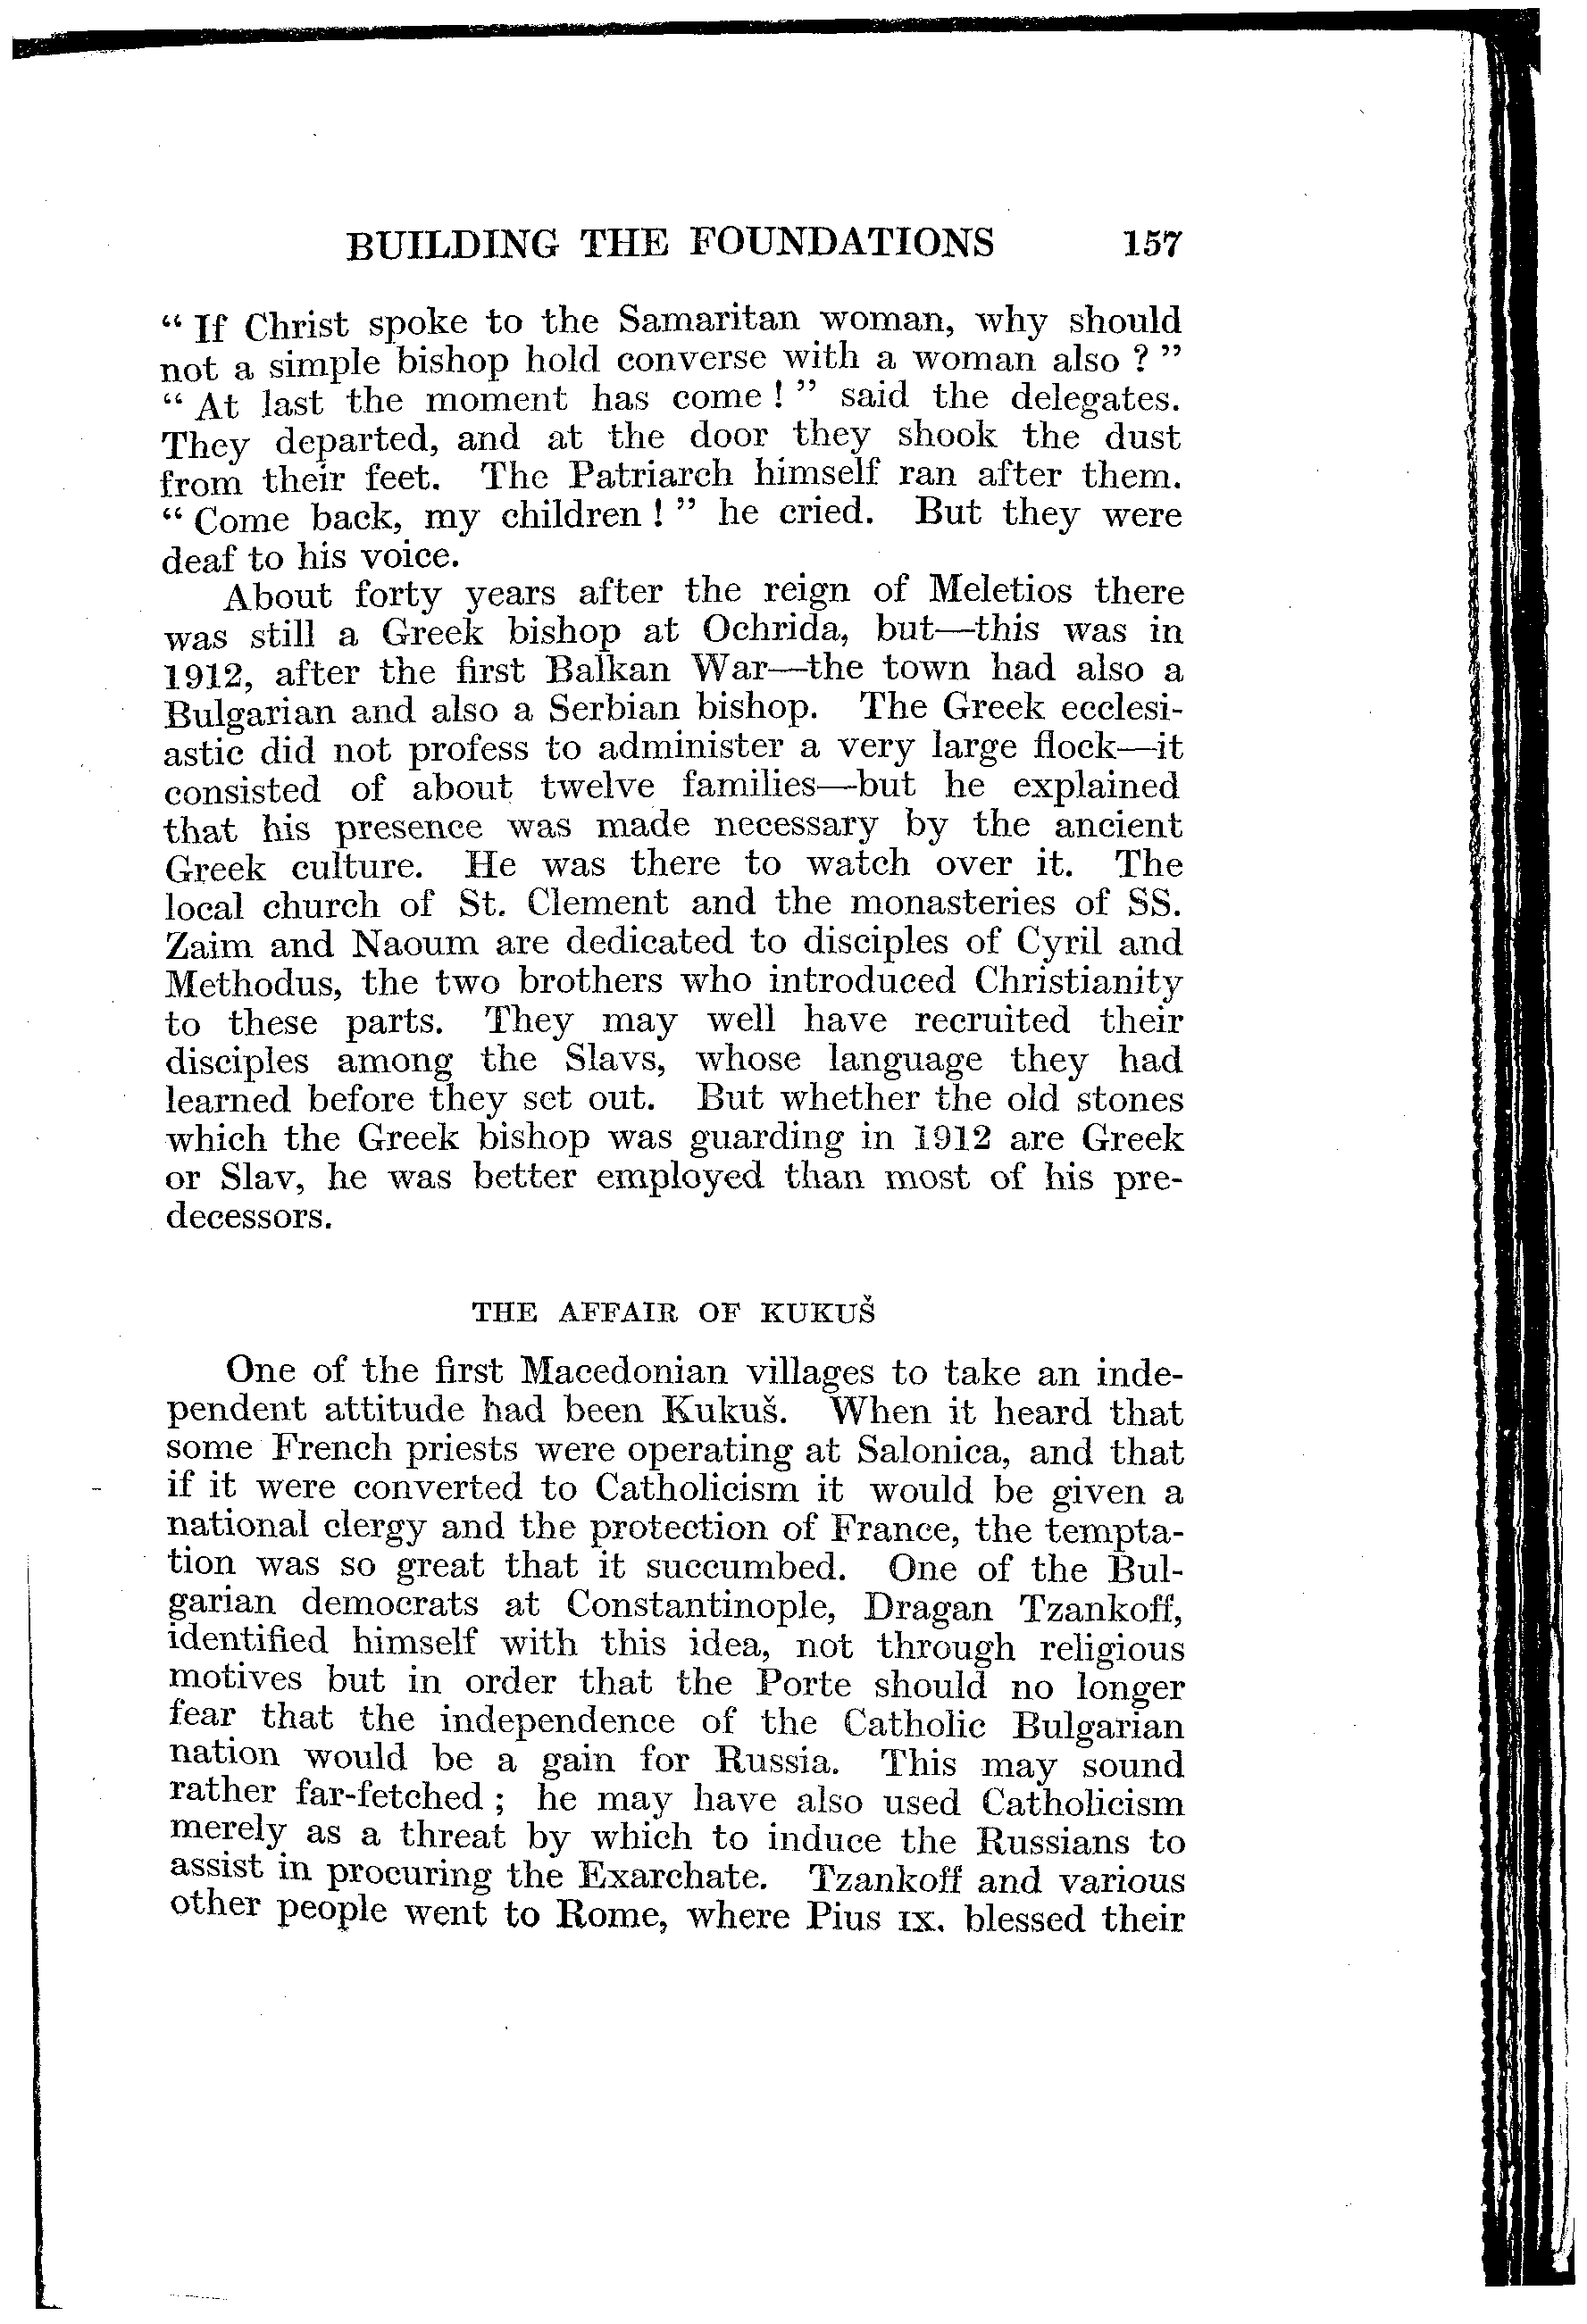 BUILDING THE FOUNDATIONS 157
“ If Christ spoke to the Samaritan woman, why should
not a simple bishop hold converse with a woman also ? ”
“ At last the moment has come ! ” said the delegates.
They departed, and at the door they shook the dust
from their feet. The Patriarch himself ran after them.
“ Come back, my children ! ” he cried. But they were
deaf to his voice.
About forty years after the reign of Meletios there
was still a Greek bishop at Ochrida, but—this was in
1912, after the first Balkan War—the town had also a
Bulgarian and also a Serbian bishop. The Greek ecclesi-
astic did not profess to administer a very large flock—it
consisted of about twelve families—but he explained
that his presence was made necessary by the ancient
Greek culture. He was there to watch over it. The
local church of St. Clement and the monasteries of SS.
Zaim and Naoum are dedicated to disciples of Cyril and
Methodus, the two brothers who introduced Christianity
to these parts. They may well have recruited their
disciples among the Slavs, whose language they had
learned before they set out. But whether the old stones
which the Greek bishop was guarding in 1912 are Greek
or Slav, he was better employed than most of his pre-
decessors.
THE AFFAIR OF KUKUŠ
One of the first Macedonian villages to take an inde-
pendent attitude had been Kukuš. When it heard that
some French priests were operating at Salonica, and that
if it were converted to Catholicism it would be given a
national clergy and the protection of France, the tempta-
tion was so great that it succumbed. One of the Bul-
garian democrats at Constantinople, Dragan Tzankoff,
identified himself with this idea, not through religious
motives but in order that the Porte should no longer
fear that the independence of the Catholic Bulgarian
nation would be a gain for Russia. This may sound
rather far-fetched ; he may have also used Catholicism
merely as a threat by which to induce the Russians to
assist in procuring the Exarchate. Tzankoff and various
other people went to Rome, where Pius IX. blessed their